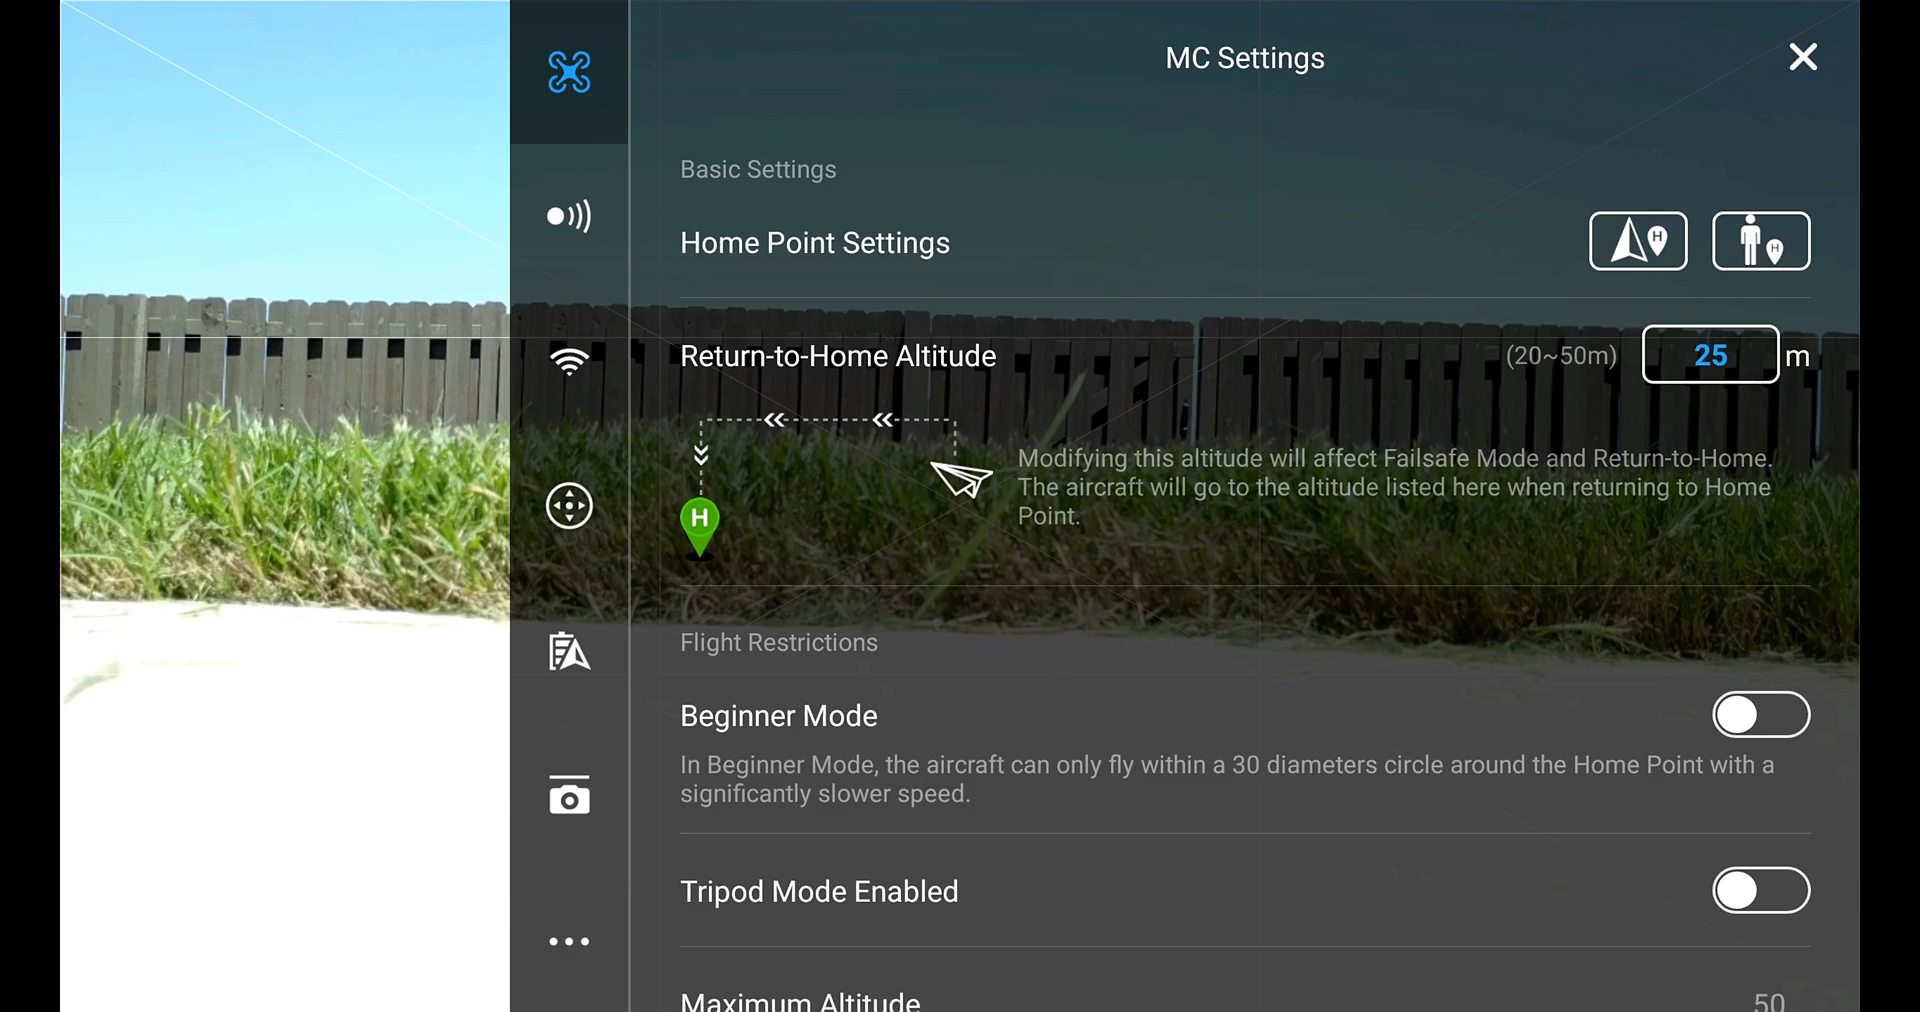 MC Settings
Basic Settings
Home Point Settings
H
H
Return-to-Home Altitude
(20~50m)
25
m
H
Modifying this altitude will affect Failsafe Mode and Return-to-Home.
The aircraft will go to the altitude listed here when returning to Home
Point.
Flight Restrictions
Beginner Mode
In Beginner Mode, the aircraft can only fly within a 30 diameters circle around the Home Point with a
significantly slower speed.
Tripod Mode Enabled
Maximum Altitude
50